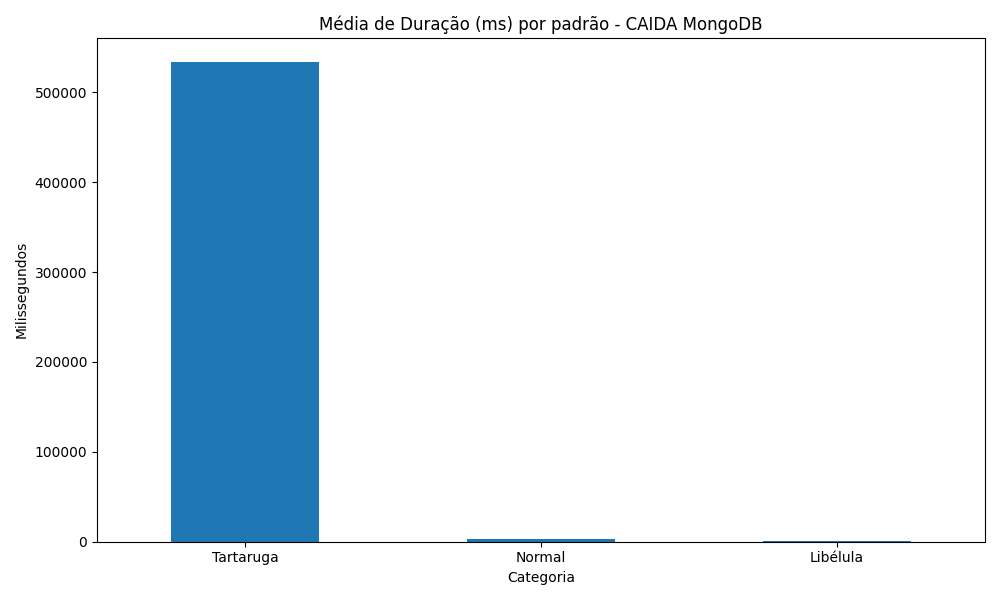 Média de Duração (ms) por padrão - CAIDA MongoDB
500000
400000
300000
200000
100000
0
Milissegundos
Tartaruga
Normal
Libélula
Categoria